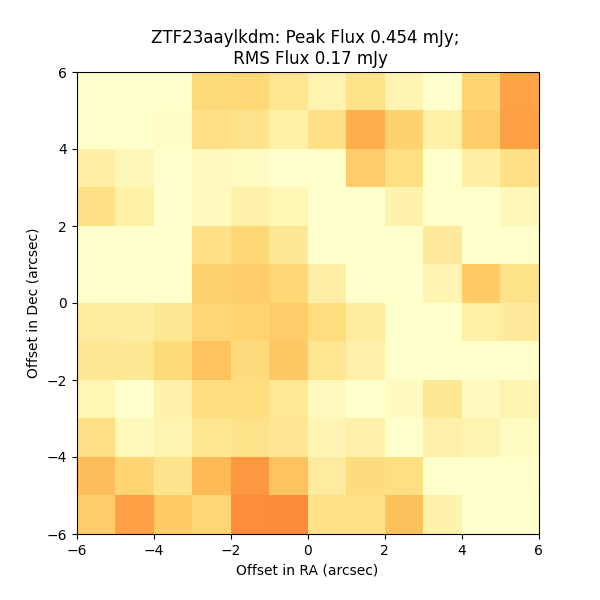 ZTF23aaylkdm: Peak Flux 0.454 mJy;
RMS Flux 0.17 mJy
6
4
2
0
−2
−4
−6
Offset in Dec (arcsec)
−6 −4 −2 0 2 4 6
Offset in RA (arcsec)